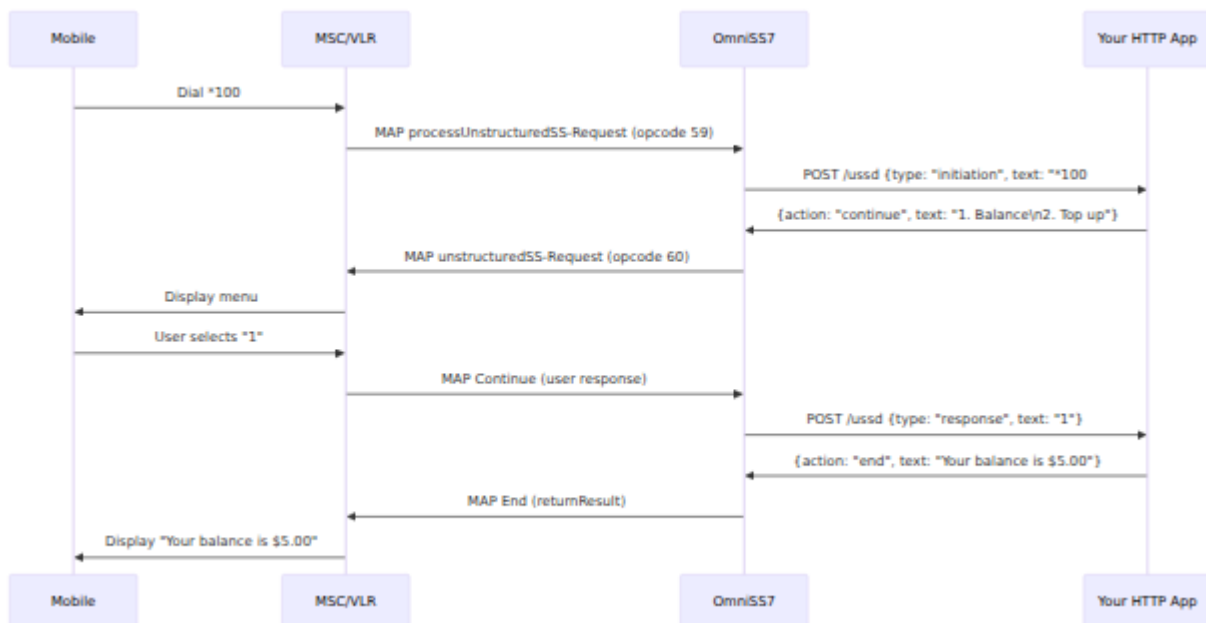 Mobile
MSC/VLR
OmniSS7
Your HTTP App
Dial *100
MAP processUnstructuredSS-Request (opcode 59)
POST /ussd {type: "initiation", text: "*100
{action: "continue", text: "1. Balance\n2. Top up"}
MAP unstructuredSS-Request (opcode 60)
Display menu
User selects "1"
MAP Continue (user response)
POST /ussd {type: "response", text: "1"}
{action: "end", text: "Your balance is $5.00"}
MAP End (returnResult)
Display "Your balance is $5.00"
Mobile
MSC/VLR
OmniSS7
Your HTTP App